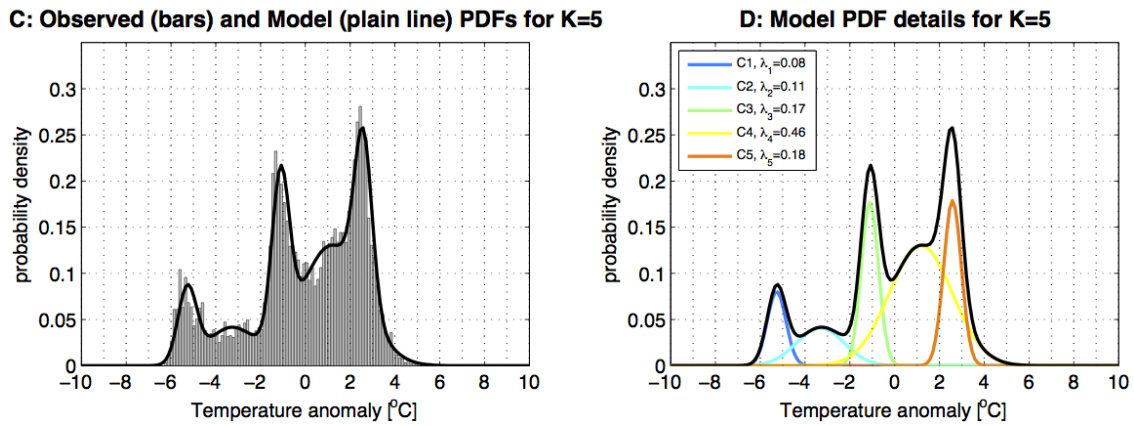 C: Observed (bars) and Model (plain line) PDFs for K=5
0.3
0.25
0.2
0.15
0.1
0.05
0
probability density
−10 −8 −6 −4 −2 0 2 4 6 8 10
Temperature anomaly [°C]
D: Model PDF details for K=5
C1, λ1=0.08
C2, λ2=0.11
C3, λ3=0.17
C4, λ4=0.46
C5, λ5=0.18
0.3
0.25
0.2
0.15
0.1
0.05
0
probability density
−10 −8 −6 −4 −2 0 2 4 6 8 10
Temperature anomaly [°C]